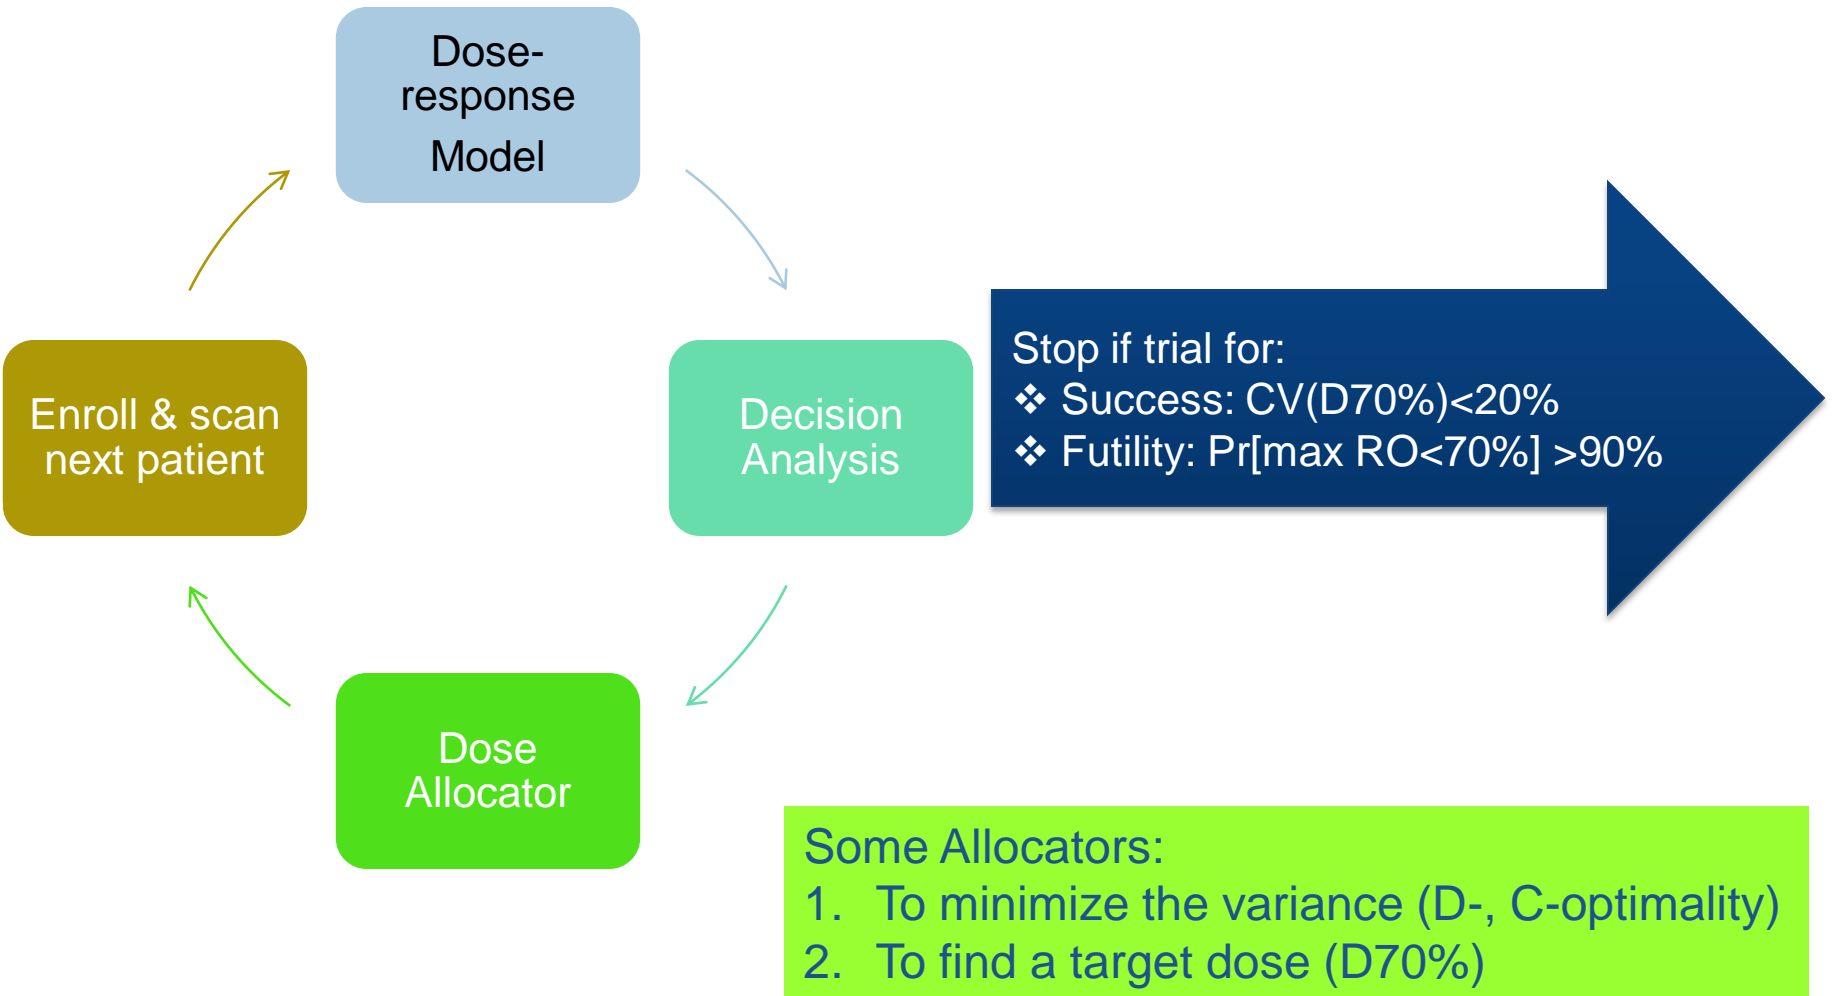 Dose-
response
Model
Enroll & scan
next patient
Decision
Analysis
Dose
Allocator
Stop if trial for:
❖ Success: CV(D70%)<20%
❖ Futility: Pr[max RO<70%] >90%
Some Allocators:
1. To minimize the variance (D-, C-optimality)
2. To find a target dose (D70%)